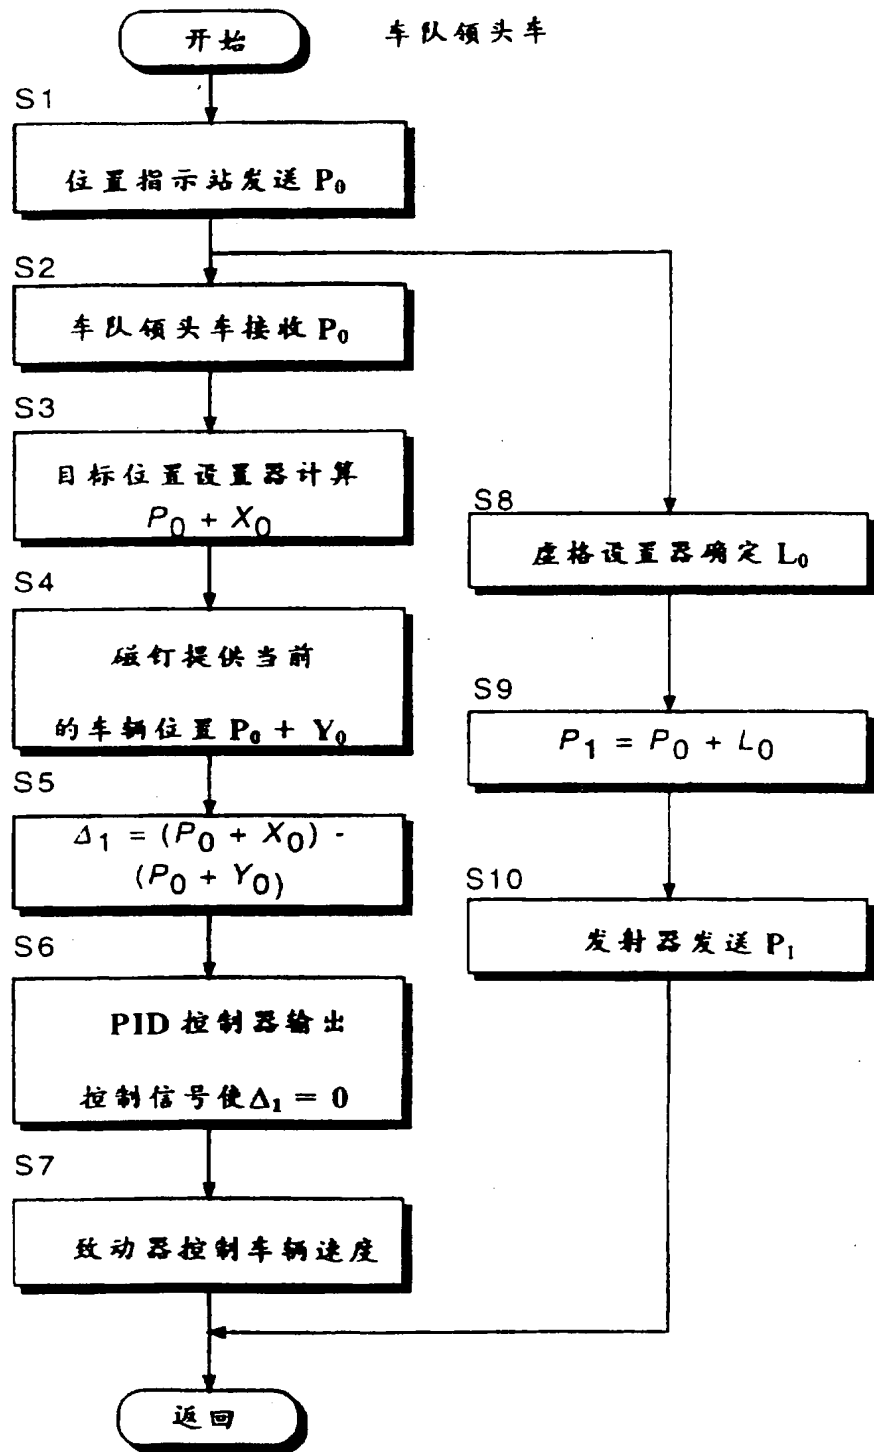 开始
车队领头车
S1
位置指示站发送 P₀
S2
车队领头车接收 P₀
S3
目标位置设置器计算
P₀ + X₀
S4
磁钉提供当前
的车辆位置 P₀ + Y₀
S5
Δ₁ = (P₀ + X₀) -
(P₀ + Y₀)
S6
PID 控制器输出
控制信号使Δ₁ = 0
S7
致动器控制车辆速度
S8
虚格设置器确定 L₀
S9
P₁ = P₀ + L₀
S10
发射器发送 P₁
返回